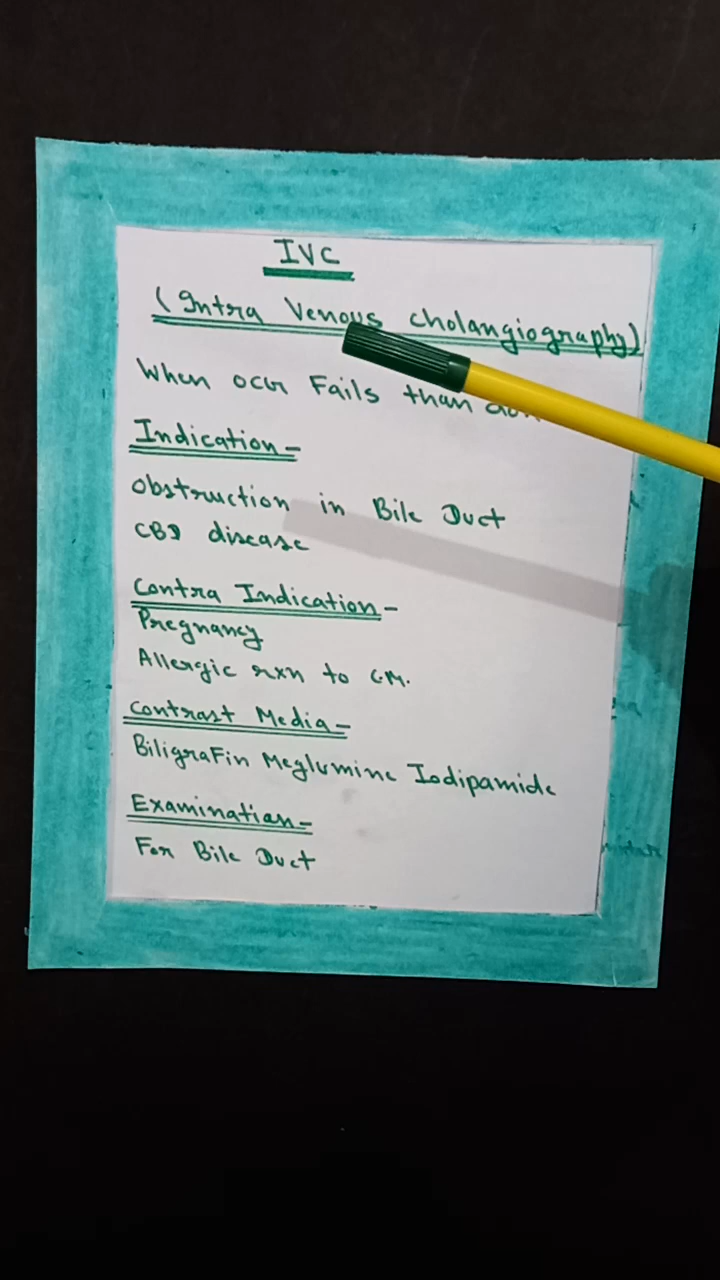 IVC
(Intra Venous Cholangiography)
When OCG Fails than
Indication-
Obstruction in Bile Duct
CBD disease
Contra Indication-
Pregnancy
Allergic rxn to C.M.
Contrast Media-
Biligrafin Meglumine Iodipamide
Examination-
For Bile Duct